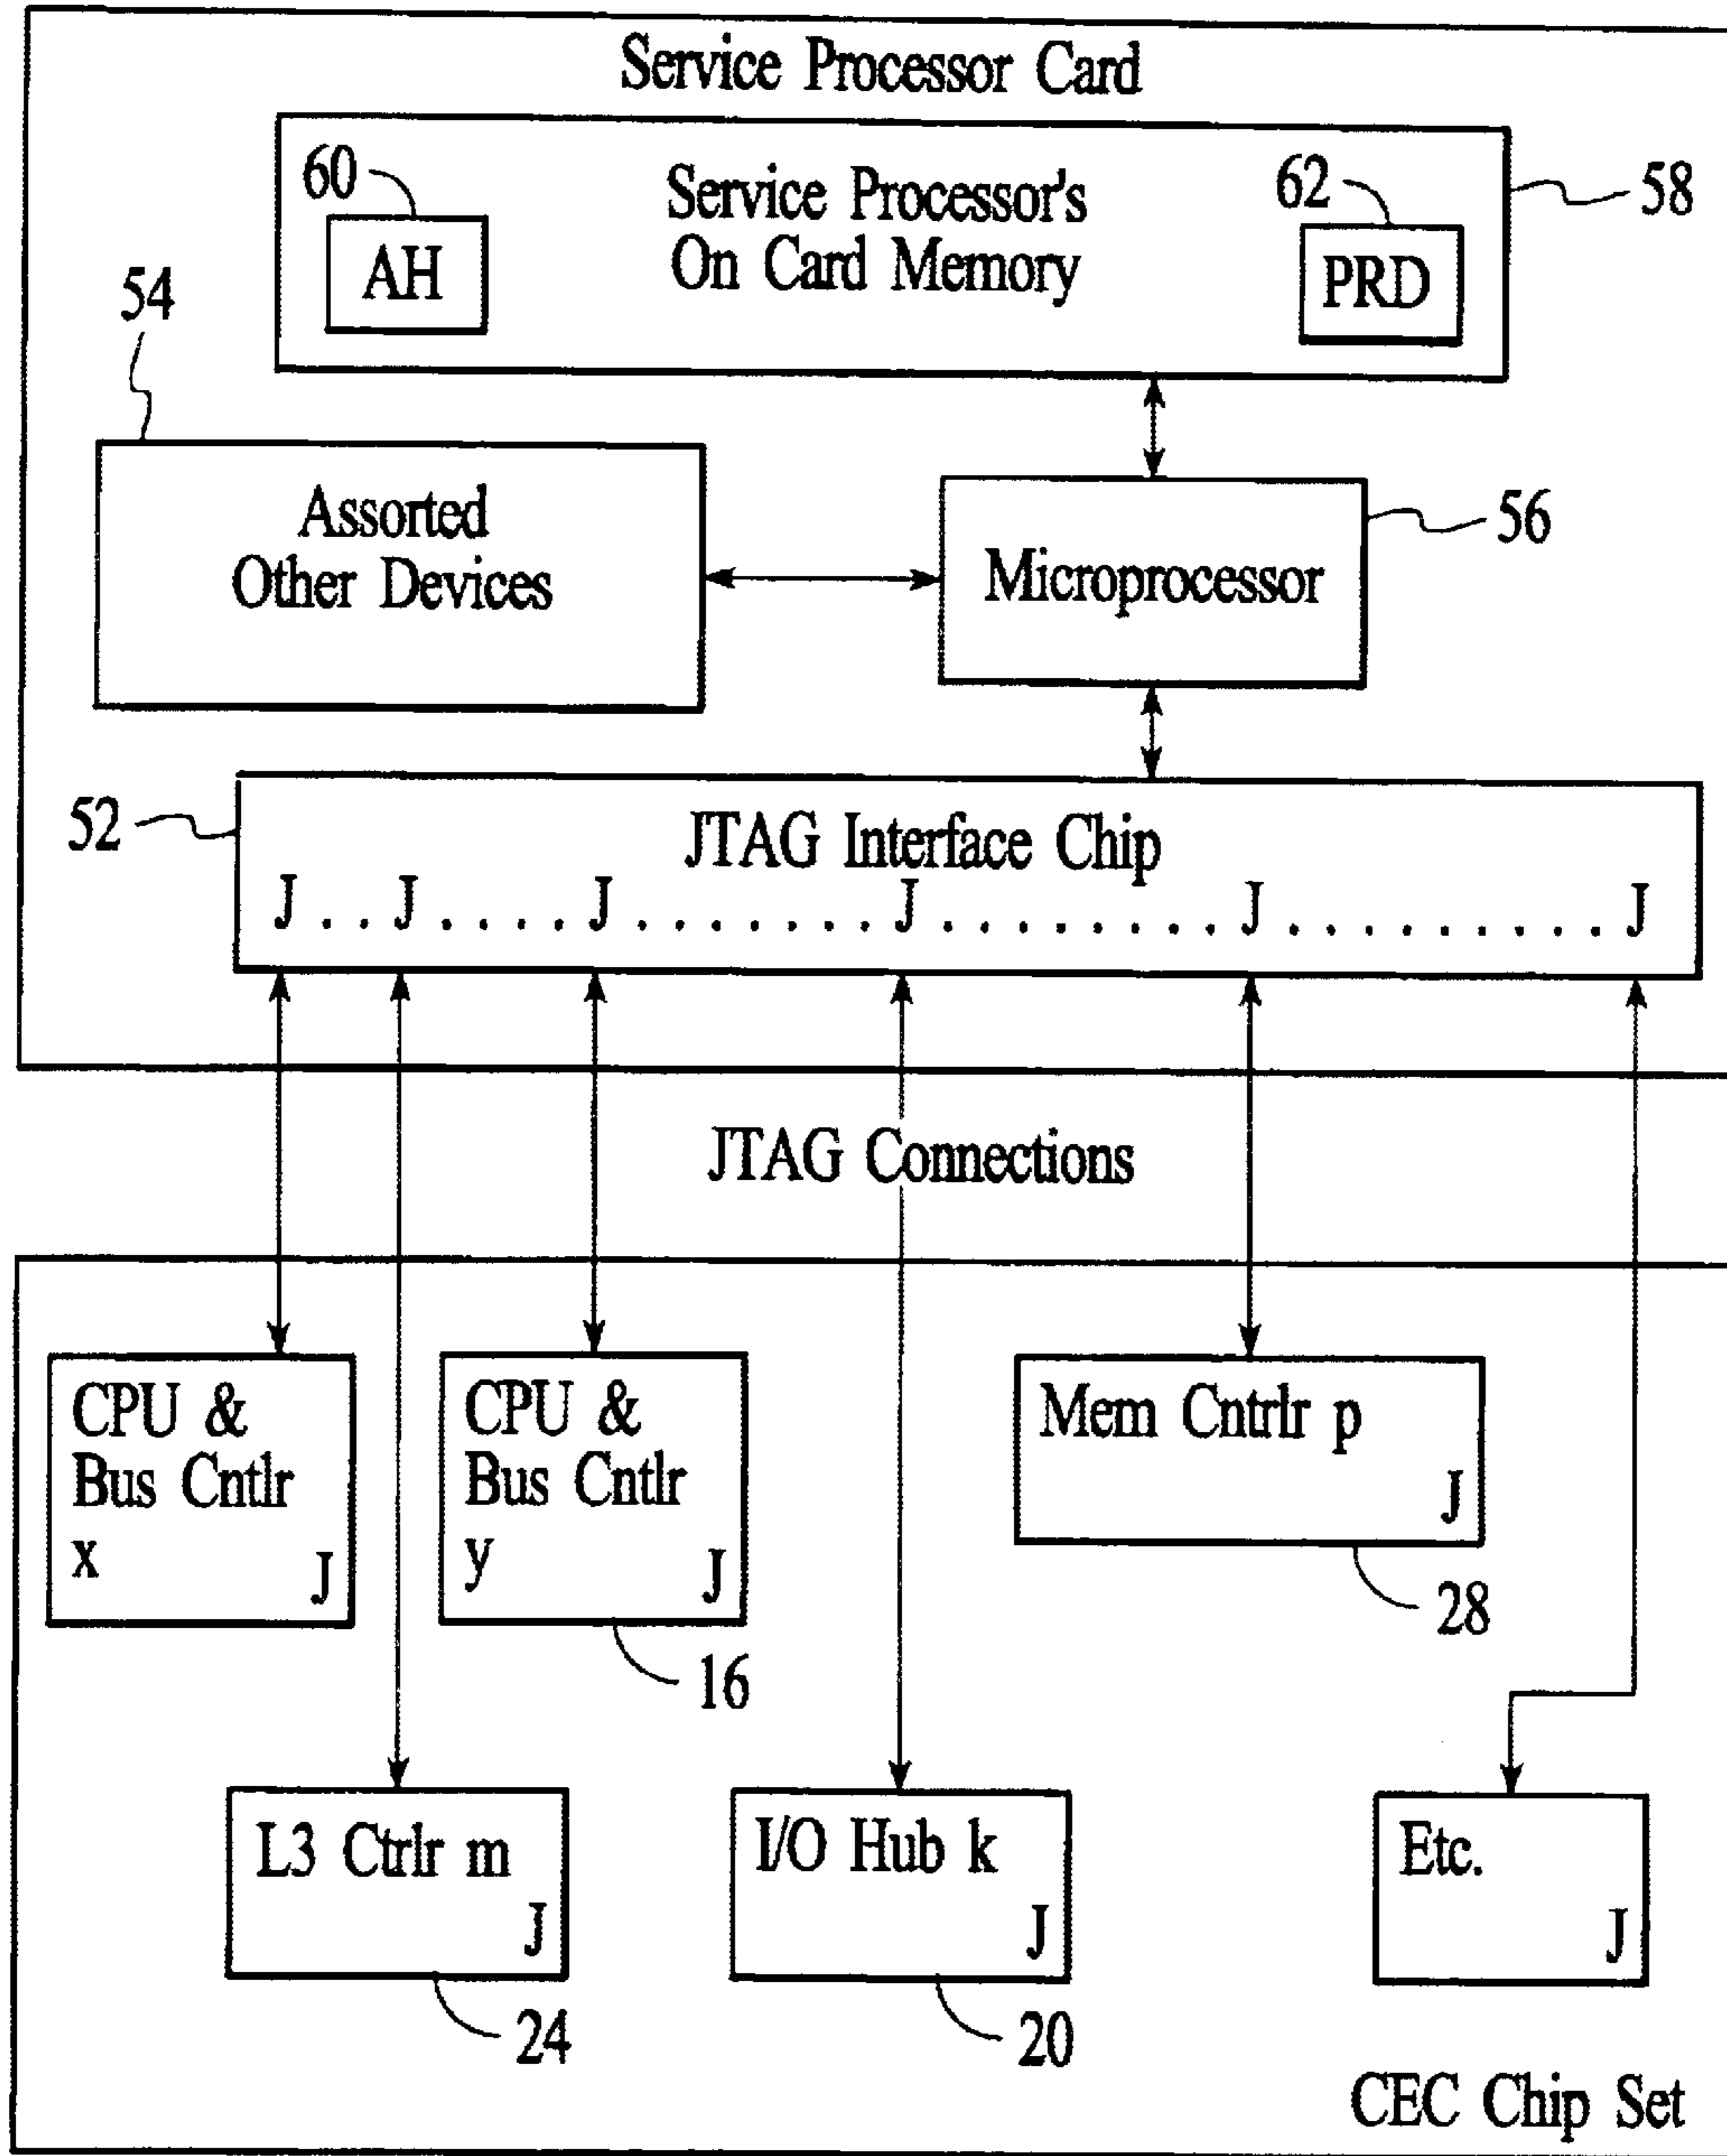 Service Processor Card
60
Service Processor's
On Card Memory
62
58
AH
PRD
54
Assorted
Other Devices
56
Microprocessor
52
JTAG Interface Chip
J . . J . . . . J . . . . . . . J . . . . . . . . J . . . . . . . . . J
JTAG Connections
CPU &
Bus Cntlr
x
J
CPU &
Bus Cntlr
y
J
16
Mem Cntrlr p
J
28
L3 Ctrlr m
J
24
I/O Hub k
J
20
Etc.
J
CEC Chip Set